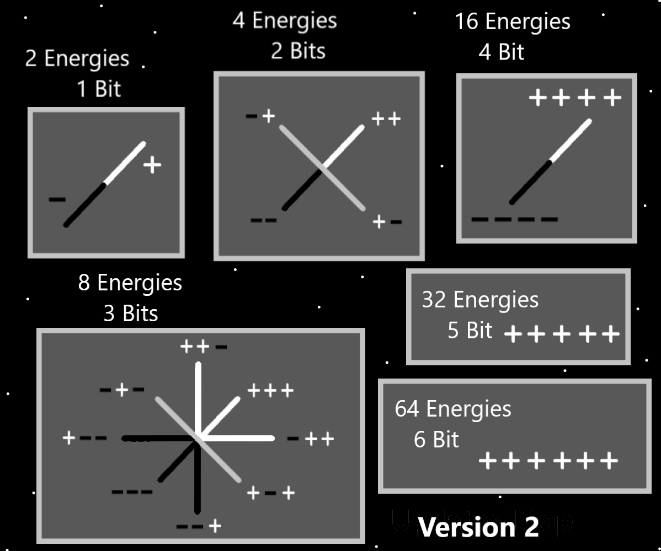 2 Energies
1 Bit
-
+
4 Energies
2 Bits
-+
++
--
+-
16 Energies
4 Bit
++++
----
8 Energies
3 Bits
++-
-+-
+++
+--
-++
---
+-+
--+
32 Energies
5 Bit +++++
64 Energies
6 Bit
++++++
Version 2